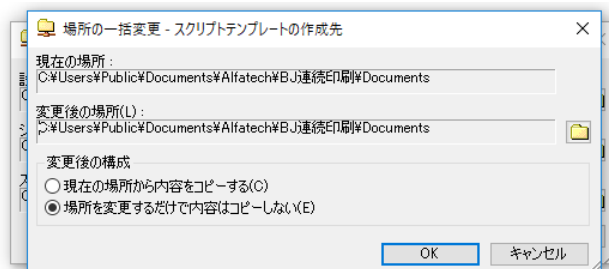 場所の一括変更 - スクリプトテンプレートの作成先
現在の場所 :
C:¥Users¥Public¥Documents¥Alfatech¥BJ連続印刷¥Documents
変更後の場所(L) :
C:¥Users¥Public¥Documents¥Alfatech¥BJ連続印刷¥Documents
変更後の構成
現在の場所から内容をコピーする(C)
場所を変更するだけで内容はコピーしない(E)
OK
キャンセル